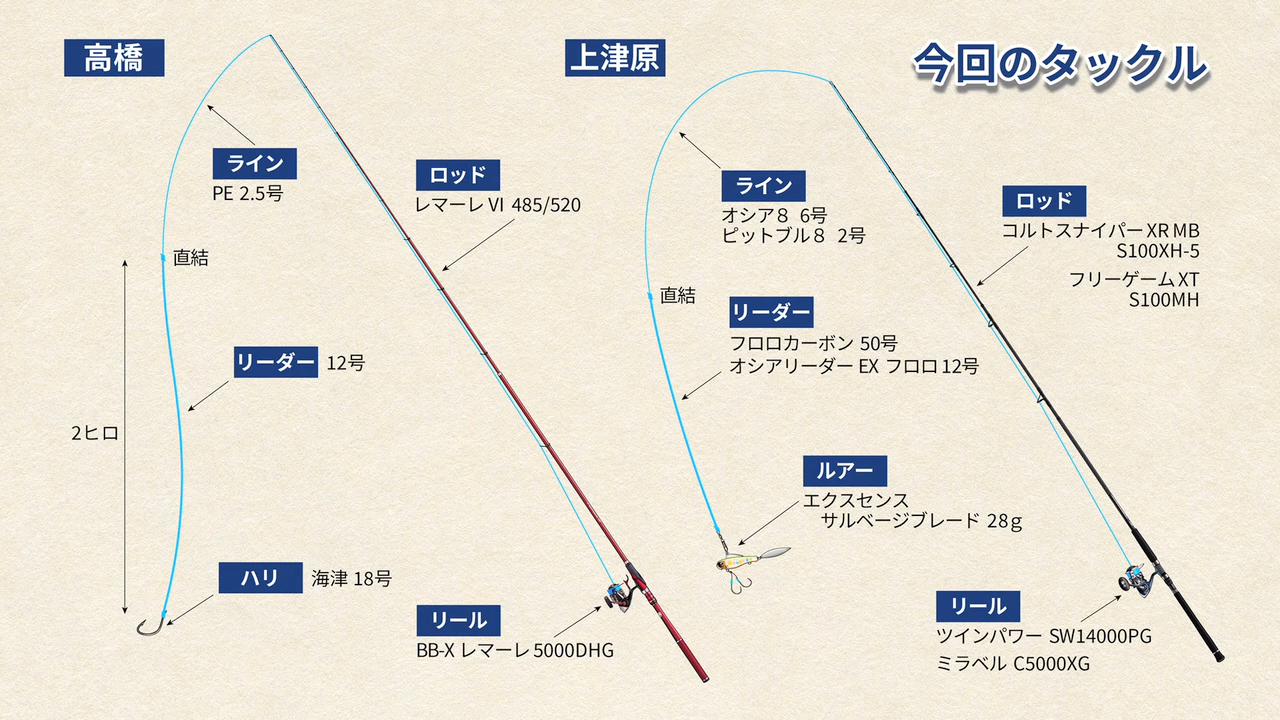 今回のタックル
高橋
ライン
PE 2.5号
直結
ロッド
レマーレ Ⅵ 485/520
リーダー 12号
2ヒロ
ハリ 海津 18号
リール
BB-X レマーレ 5000DHG
上津原
ライン
オシア８ 6号
ピットブル８ 2号
直結
リーダー
フロロカーボン 50号
オシアリーダー EX フロロ 12号
ルアー
エクスセンス
サルベージブレード 28g
ロッド
コルトスナイパー XR MB
S100XH-5
フリーゲーム XT
S100MH
リール
ツインパワー SW14000PG
ミラベル C5000XG